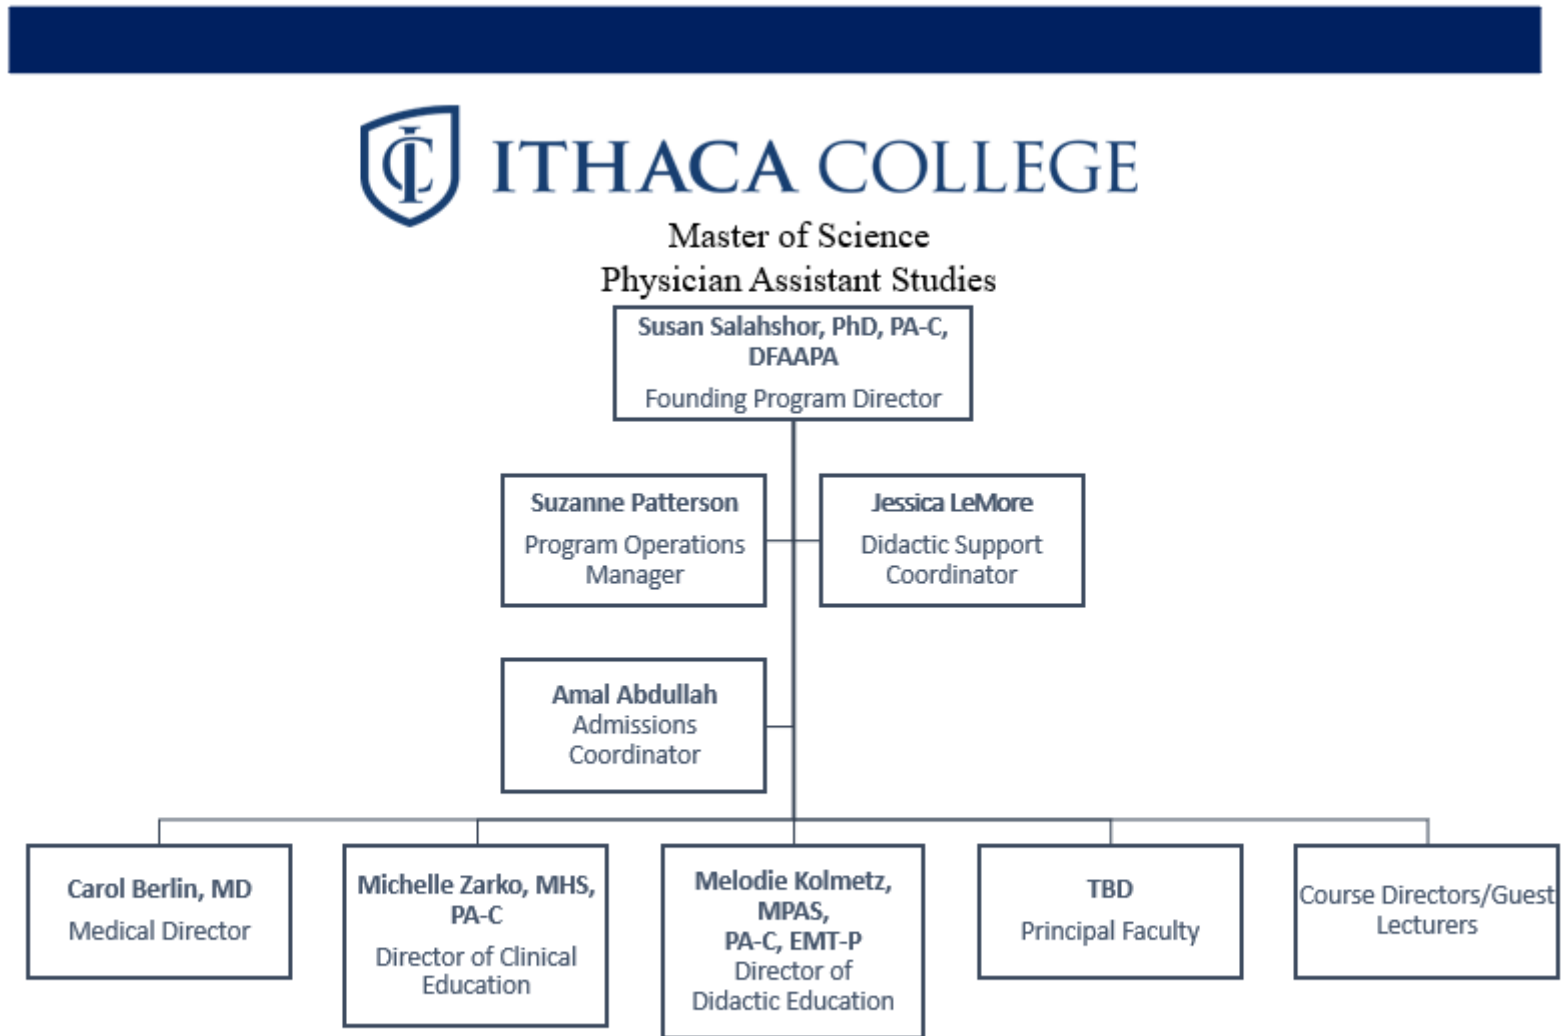 ITHACA COLLEGE
Master of Science
Physician Assistant Studies
Susan Salahshor, PhD, PA-C,
DFAAPA
Founding Program Director
Suzanne Patterson
Program Operations
Manager
Jessica LeMore
Didactic Support
Coordinator
Amal Abdullah
Admissions
Coordinator
Carol Berlin, MD
Medical Director
Michelle Zarko, MHS,
PA-C
Director of Clinical
Education
Melodie Kolmetz,
MPAS,
PA-C, EMT-P
Director of
Didactic Education
TBD
Principal Faculty
Course Directors/Guest
Lecturers